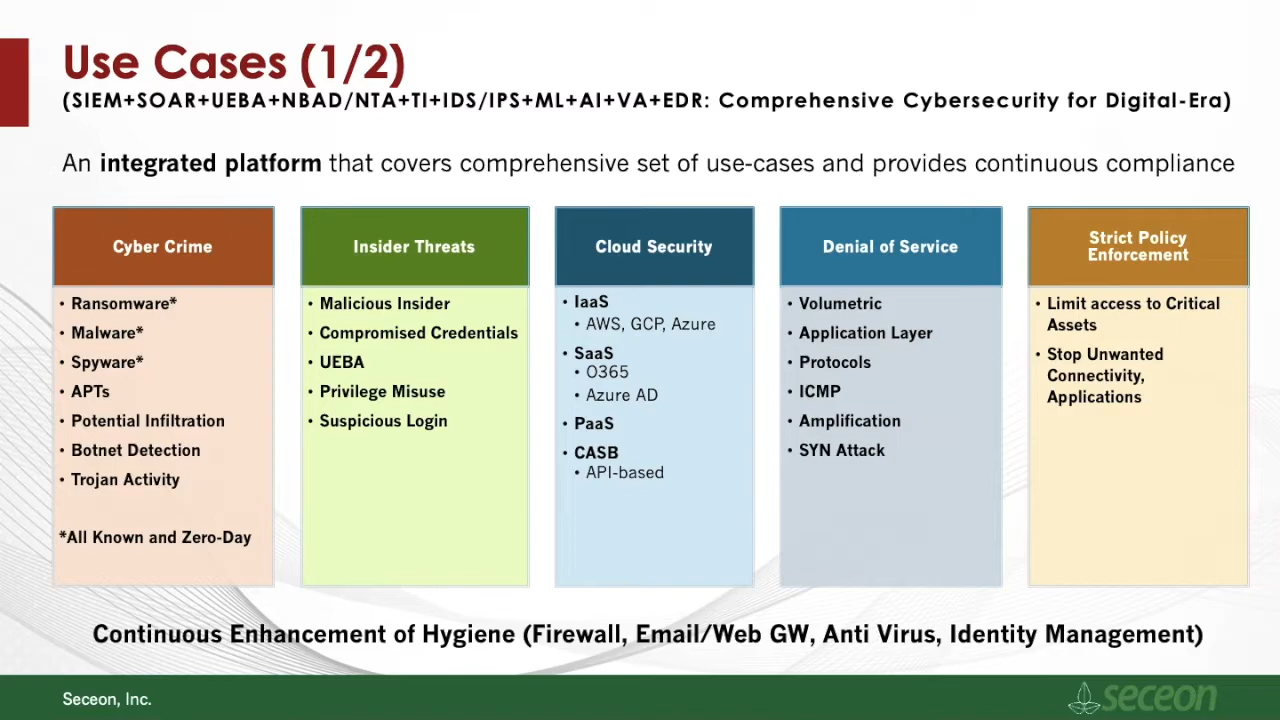 Use Cases (1/2)
(SIEM+SOAR+UEBA+NBAD/NTA+TI+IDS/IPS+ML+AI+VA+EDR: Comprehensive Cybersecurity for Digital-Era)
An integrated platform that covers comprehensive set of use-cases and provides continuous compliance
Cyber Crime
• Ransomware*
• Malware*
• Spyware*
• APTs
• Potential Infiltration
• Botnet Detection
• Trojan Activity
*All Known and Zero-Day
Insider Threats
• Malicious Insider
• Compromised Credentials
• UEBA
• Privilege Misuse
• Suspicious Login
Cloud Security
• IaaS
• AWS, GCP, Azure
• SaaS
• O365
• Azure AD
• PaaS
• CASB
• API-based
Denial of Service
• Volumetric
• Application Layer
• Protocols
• ICMP
• Amplification
• SYN Attack
Strict Policy
Enforcement
• Limit access to Critical
Assets
• Stop Unwanted
Connectivity,
Applications
Continuous Enhancement of Hygiene (Firewall, Email/Web GW, Anti Virus, Identity Management)
Seceon, Inc.
seceon